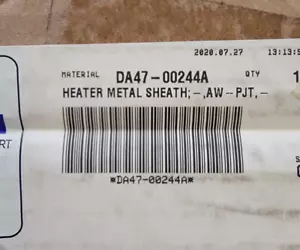 2020.07.27 13:13:5
MATERIAL DA47-00244A QTY 1
HEATER METAL SHEATH;-,AW-PJT,-
*DA47-00244A*
RT